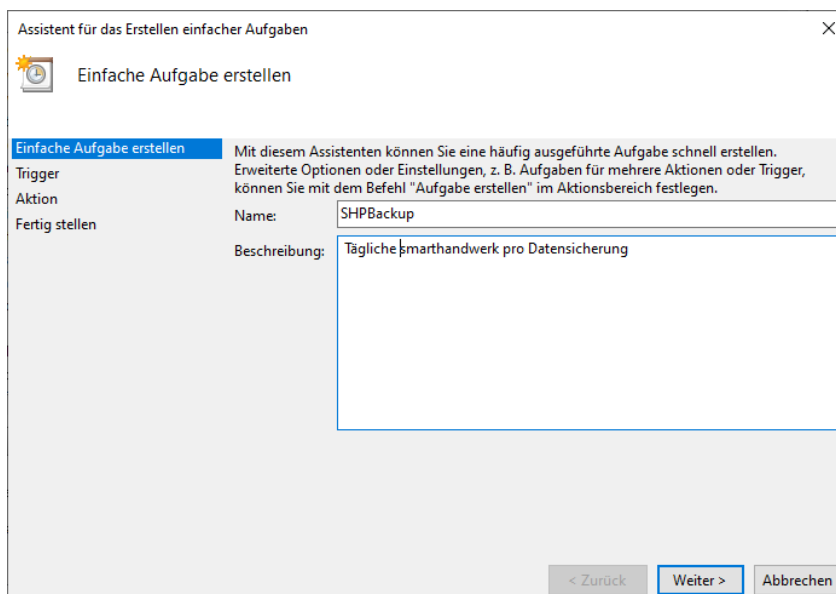 Assistent für das Erstellen einfacher Aufgaben
Einfache Aufgabe erstellen
Einfache Aufgabe erstellen
Trigger
Aktion
Fertig stellen
Mit diesem Assistenten können Sie eine häufig ausgeführte Aufgabe schnell erstellen.
Erweiterte Optionen oder Einstellungen, z. B. Aufgaben für mehrere Aktionen oder Trigger,
können Sie mit dem Befehl "Aufgabe erstellen" im Aktionsbereich festlegen.
Name: SHPBackup
Beschreibung: Tägliche smarthandwerk pro Datensicherung
< Zurück Weiter > Abbrechen